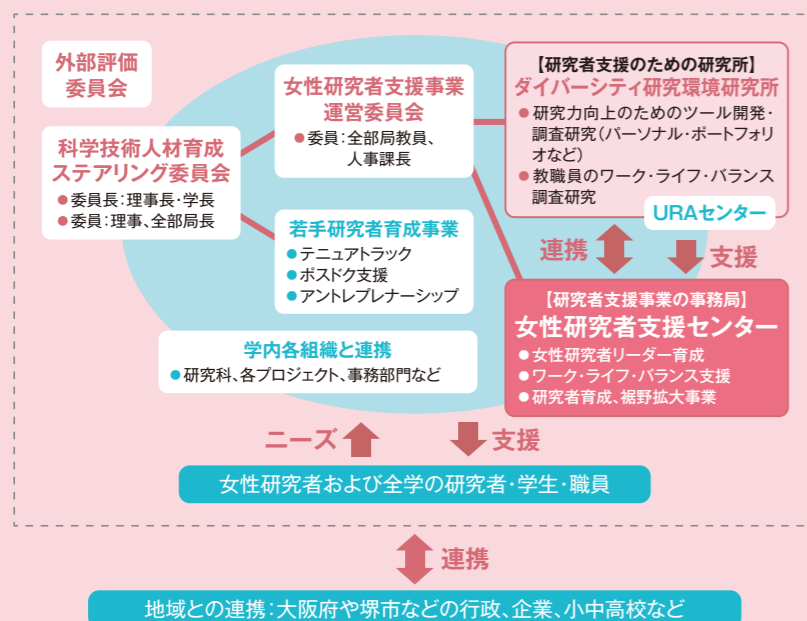 外部評価
委員会
科学技術人材育成
ステアリング委員会
●委員長：理事長・学長
●委員：理事、全部局長
女性研究者支援事業
運営委員会
●委員：全部局教員、
人事課長
若手研究者育成事業
●テニュアトラック
●ポスドク支援
●アントレプレナーシップ
学内各組織と連携
●研究科、各プロジェクト、事務部門など
【研究者支援のための研究所】
ダイバーシティ研究環境研究所
●研究力向上のためのツール開発・
調査研究（パーソナル・ポートフォリ
オなど）
●教職員のワーク・ライフ・バランス
調査研究
URAセンター
連携
支援
【研究者支援事業の事務局】
女性研究者支援センター
●女性研究者リーダー育成
●ワーク・ライフ・バランス支援
●研究者育成、裾野拡大事業
ニーズ
支援
女性研究者および全学の研究者・学生・職員
連携
地域との連携：大阪府や堺市などの行政、企業、小中高校など